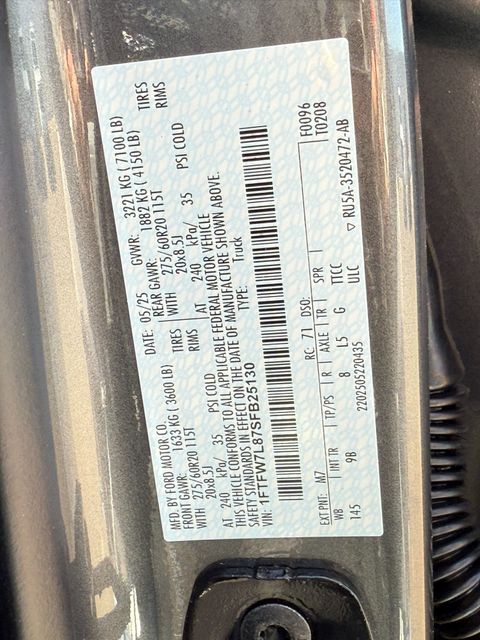 MFD. BY FORD MOTOR CO.
DATE: 05/25 GVWR: 3221 KG ( 7100 LB)
FRONT GAWR: 1633 KG ( 3600 LB) REAR GAWR: 1882 KG ( 4150 LB)
WITH 275/60R20 115T TIRES WITH 275/60R20 115T TIRES
20x8.5J RIMS 20x8.5J RIMS
AT 240 kPa/ 35 PSI COLD AT 240 kPa/ 35 PSI COLD
THIS VEHICLE CONFORMS TO ALL APPLICABLE FEDERAL MOTOR VEHICLE
SAFETY STANDARDS IN EFFECT ON THE DATE OF MANUFACTURE SHOWN ABOVE.
VIN: 1FTFW7L87SFB25130 TYPE: Truck
F0096
T0208
EXT PNT: M7 RC: 71 DSO:
WB INT TR TP/PS R AXLE TR SPR
145 9B 8 L5 G TTCC
ULC
2202505220435 ▽ RU5A-3520472-AB